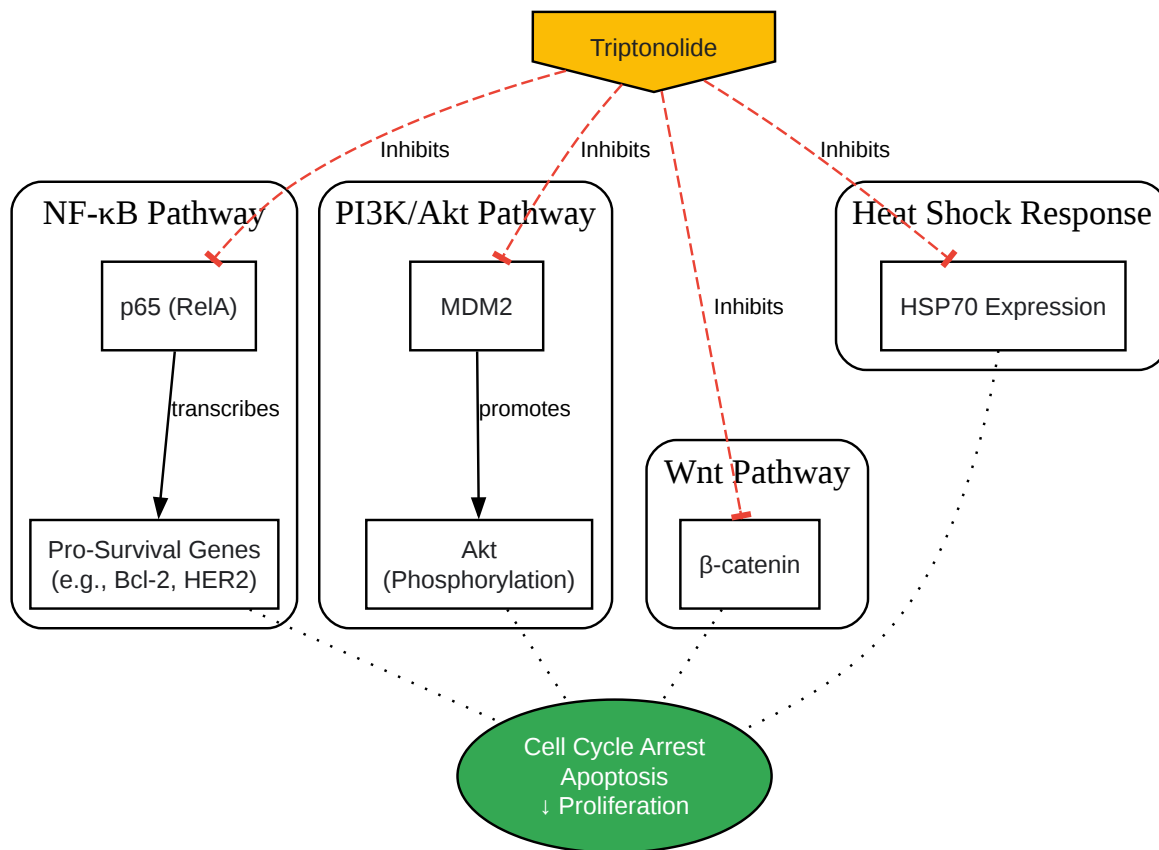 Triptonolide
Inhibits
Inhibits
Inhibits
NF-κB Pathway
PI3K/Akt Pathway
Heat Shock Response
p65 (RelA)
MDM2
Inhibits
HSP70 Expression
transcribes
promotes
Wnt Pathway
Pro-Survival Genes
(e.g., Bcl-2, HER2)
Akt
(Phosphorylation)
β-catenin
Cell Cycle Arrest
Apoptosis
↓ Proliferation